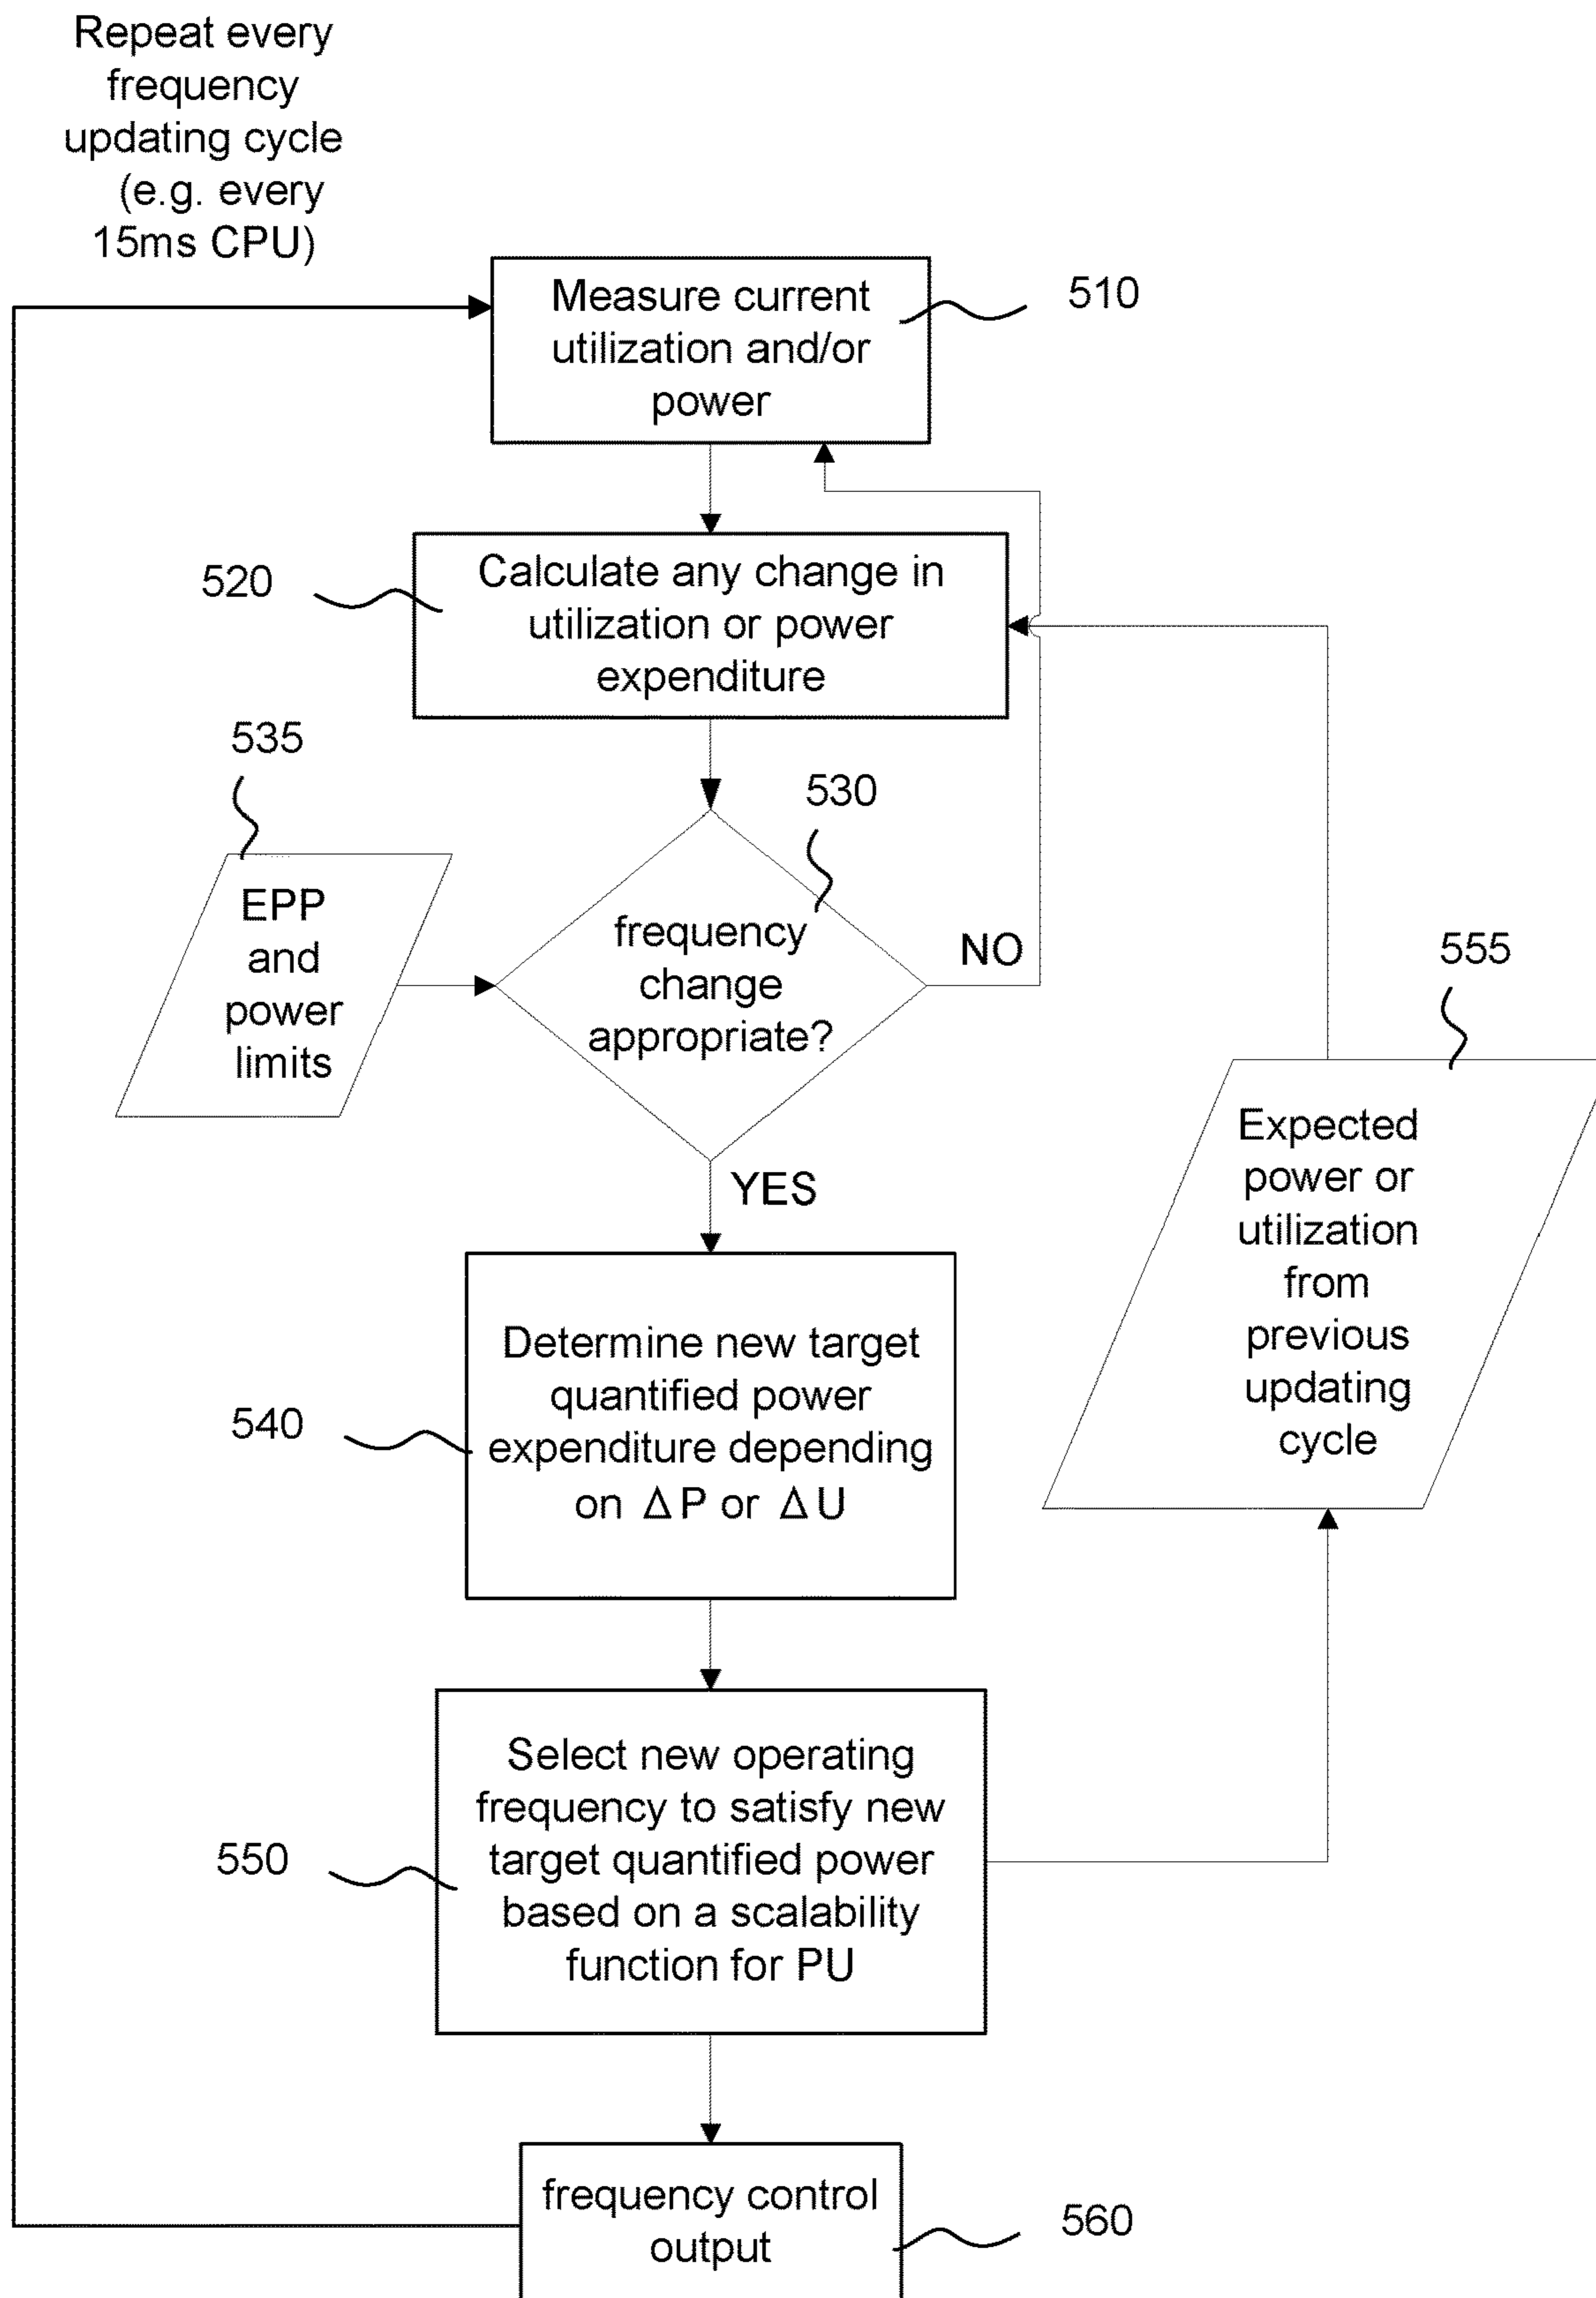 Repeat every
frequency
updating cycle
(e.g. every
15ms CPU)
Measure current
utilization and/or
power
510
520
Calculate any change in
utilization or power
expenditure
535
530
EPP
and
power
limits
frequency
change
appropriate?
NO
555
Expected
power or
utilization
from
previous
updating
cycle
YES
540
Determine new target
quantified power
expenditure depending
on ΔP or ΔU
550
Select new operating
frequency to satisfy new
target quantified power
based on a scalability
function for PU
frequency control
output
560